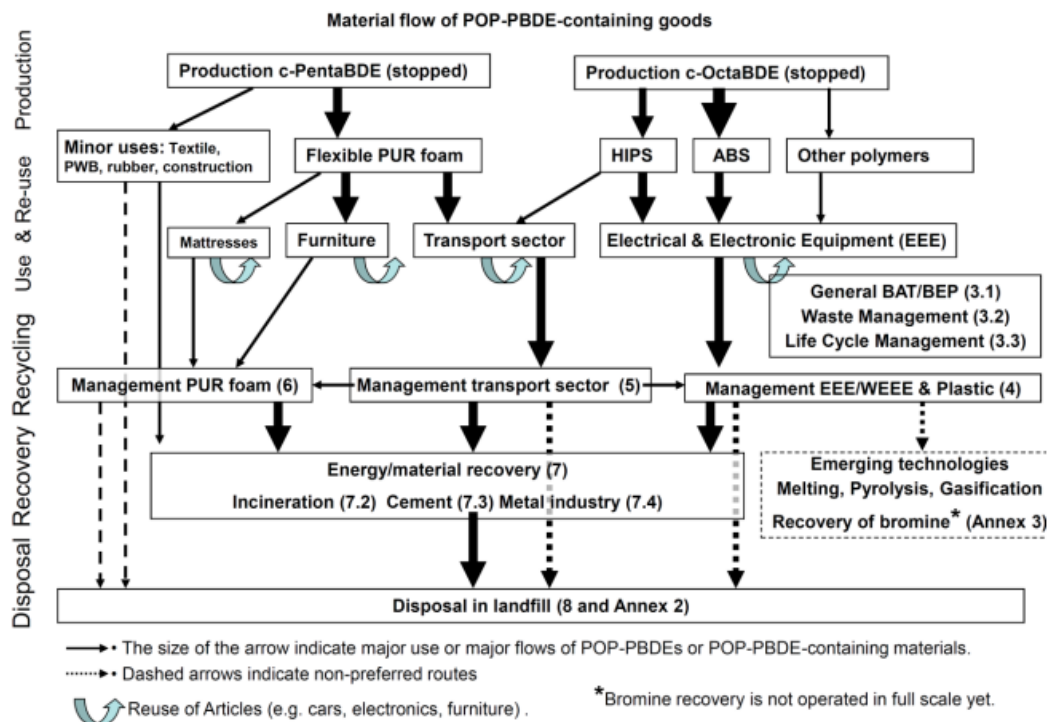 Material flow of POP-PBDE-containing goods
Disposal Recovery Recycling Use & Re-use Production
Production c-PentaBDE (stopped)
Production c-OctaBDE (stopped)
Minor uses: Textile,
PWB, rubber, construction
Flexible PUR foam
HIPS
ABS
Other polymers
Mattresses
Furniture
Transport sector
Electrical & Electronic Equipment (EEE)
General BAT/BEP (3.1)
Waste Management (3.2)
Life Cycle Management (3.3)
Management PUR foam (6)
Management transport sector (5)
Management EEE/WEEE & Plastic (4)
Energy/material recovery (7)
Incineration (7.2) Cement (7.3) Metal industry (7.4)
Emerging technologies
Melting, Pyrolysis, Gasification
Recovery of bromine* (Annex 3)
Disposal in landfill (8 and Annex 2)
• The size of the arrow indicate major use or major flows of POP-PBDEs or POP-PBDE-containing materials.
• Dashed arrows indicate non-preferred routes
Reuse of Articles (e.g. cars, electronics, furniture) .
*Bromine recovery is not operated in full scale yet.